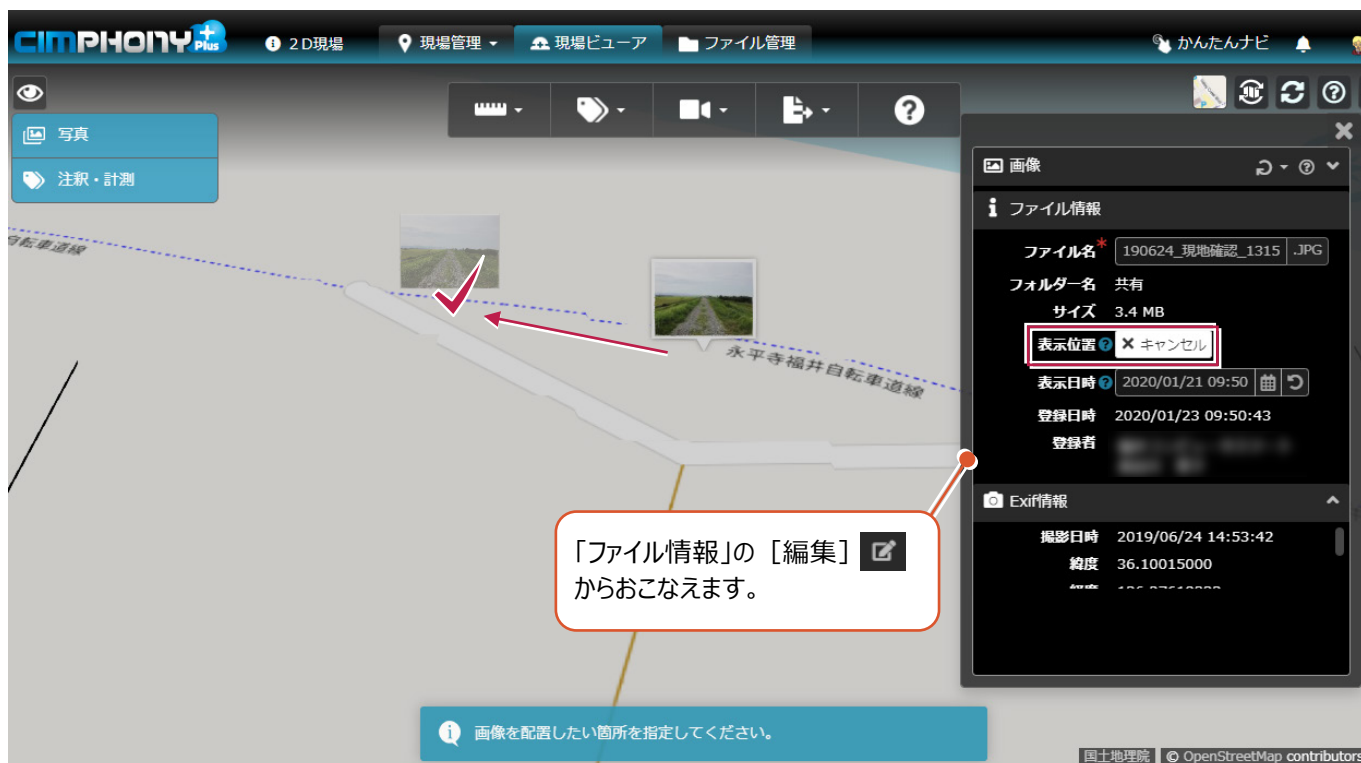 CIMPHONY Plus
2D現場
現場管理
現場ビューア
ファイル管理
かんたんナビ
写真
注釈・計測
自転車道線
永平寺福井自転車道線
画像
ファイル情報
ファイル名* 190624_現地確認_1315 .JPG
フォルダー名 共有
サイズ 3.4 MB
表示位置 × キャンセル
表示日時 2020/01/21 09:50
登録日時 2020/01/23 09:50:43
登録者
Exif情報
撮影日時 2019/06/24 14:53:42
緯度 36.10015000
「ファイル情報」の[編集]
からおこなえます。
画像を配置したい箇所を指定してください。
国土地理院 © OpenStreetMap contributors